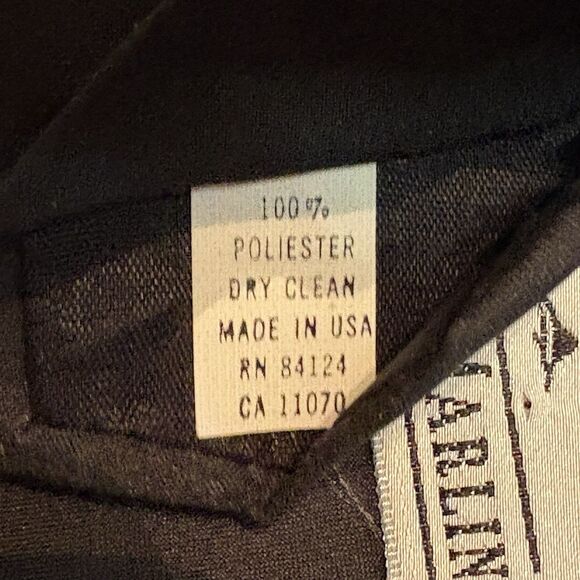 100%
POLIESTER
DRY CLEAN
MADE IN USA
RN 84124
CA 11070